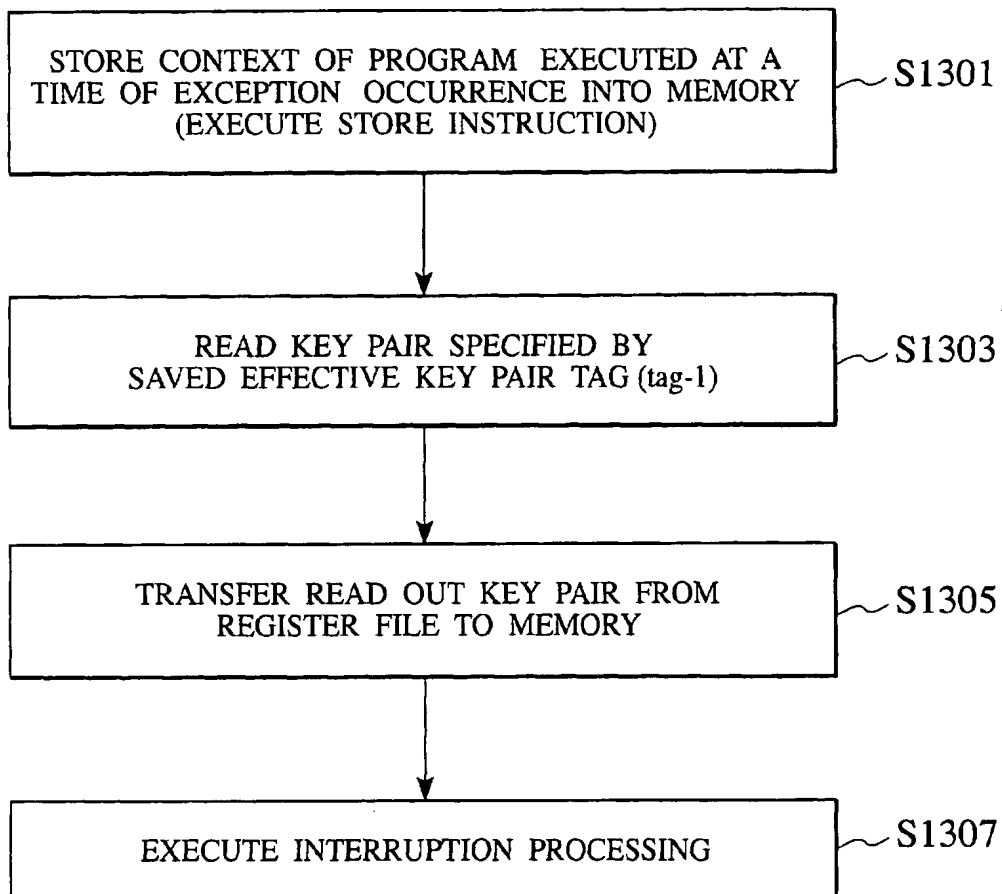 STORE CONTEXT OF PROGRAM EXECUTED AT A
TIME OF EXCEPTION OCCURRENCE INTO MEMORY
(EXECUTE STORE INSTRUCTION)
S1301
READ KEY PAIR SPECIFIED BY
SAVED EFFECTIVE KEY PAIR TAG (tag-1)
S1303
TRANSFER READ OUT KEY PAIR FROM
REGISTER FILE TO MEMORY
S1305
EXECUTE INTERRUPTION PROCESSING
S1307